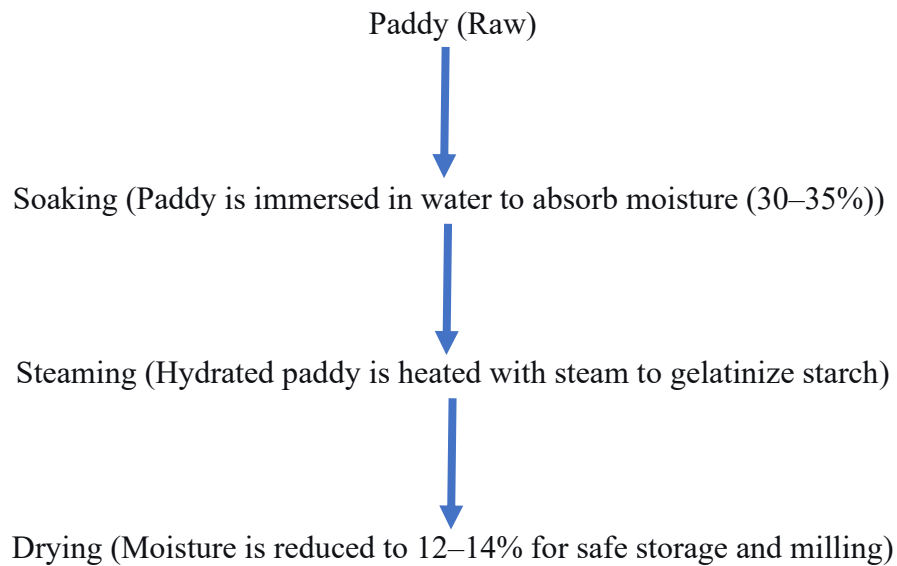 Paddy (Raw)
Soaking (Paddy is immersed in water to absorb moisture (30–35%))
Steaming (Hydrated paddy is heated with steam to gelatinize starch)
Drying (Moisture is reduced to 12–14% for safe storage and milling)